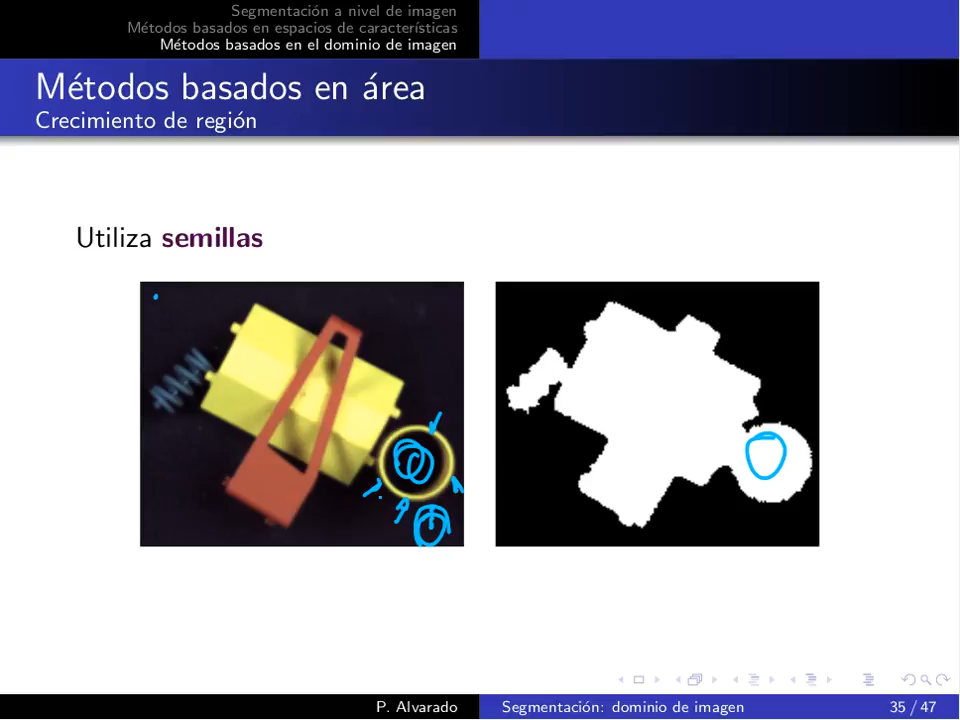 Segmentación a nivel de imagen
Métodos basados en espacios de características
Métodos basados en el dominio de imagen
Métodos basados en área
Crecimiento de región
Utiliza semillas
P. Alvarado
Segmentación: dominio de imagen
35 / 47